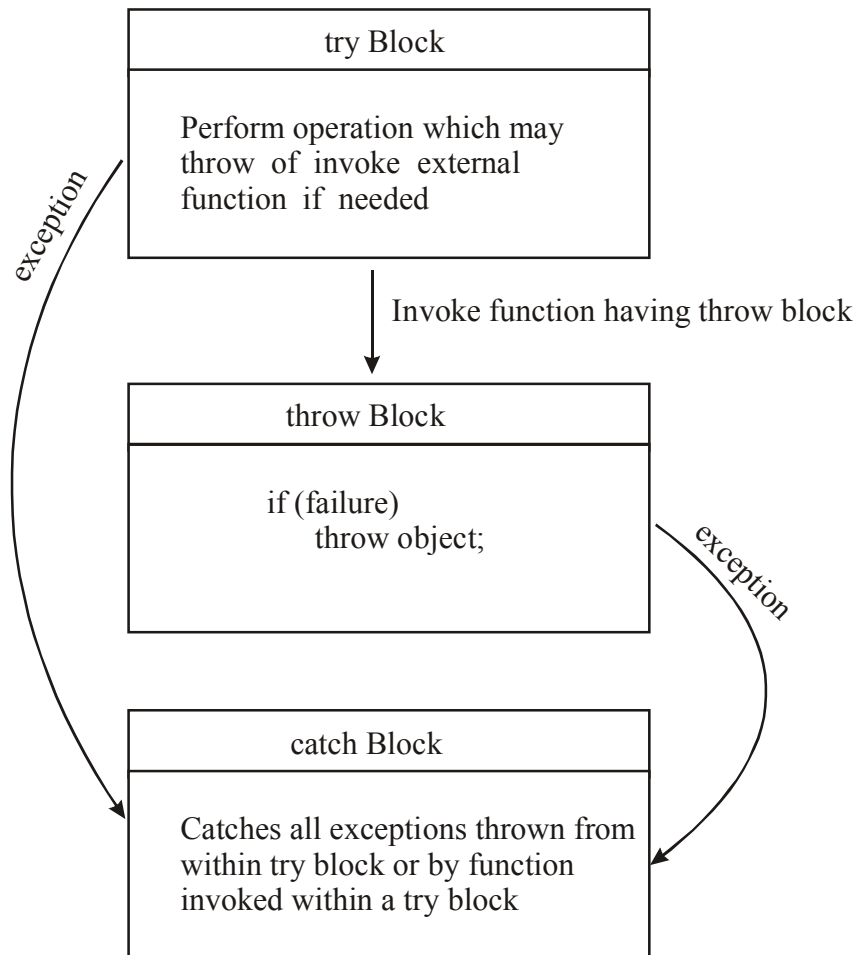 try Block
Perform operation which may
throw of invoke external
function if needed
exception
Invoke function having throw block
throw Block
if (failure)
throw object;
exception
catch Block
Catches all exceptions thrown from
within try block or by function
invoked within a try block